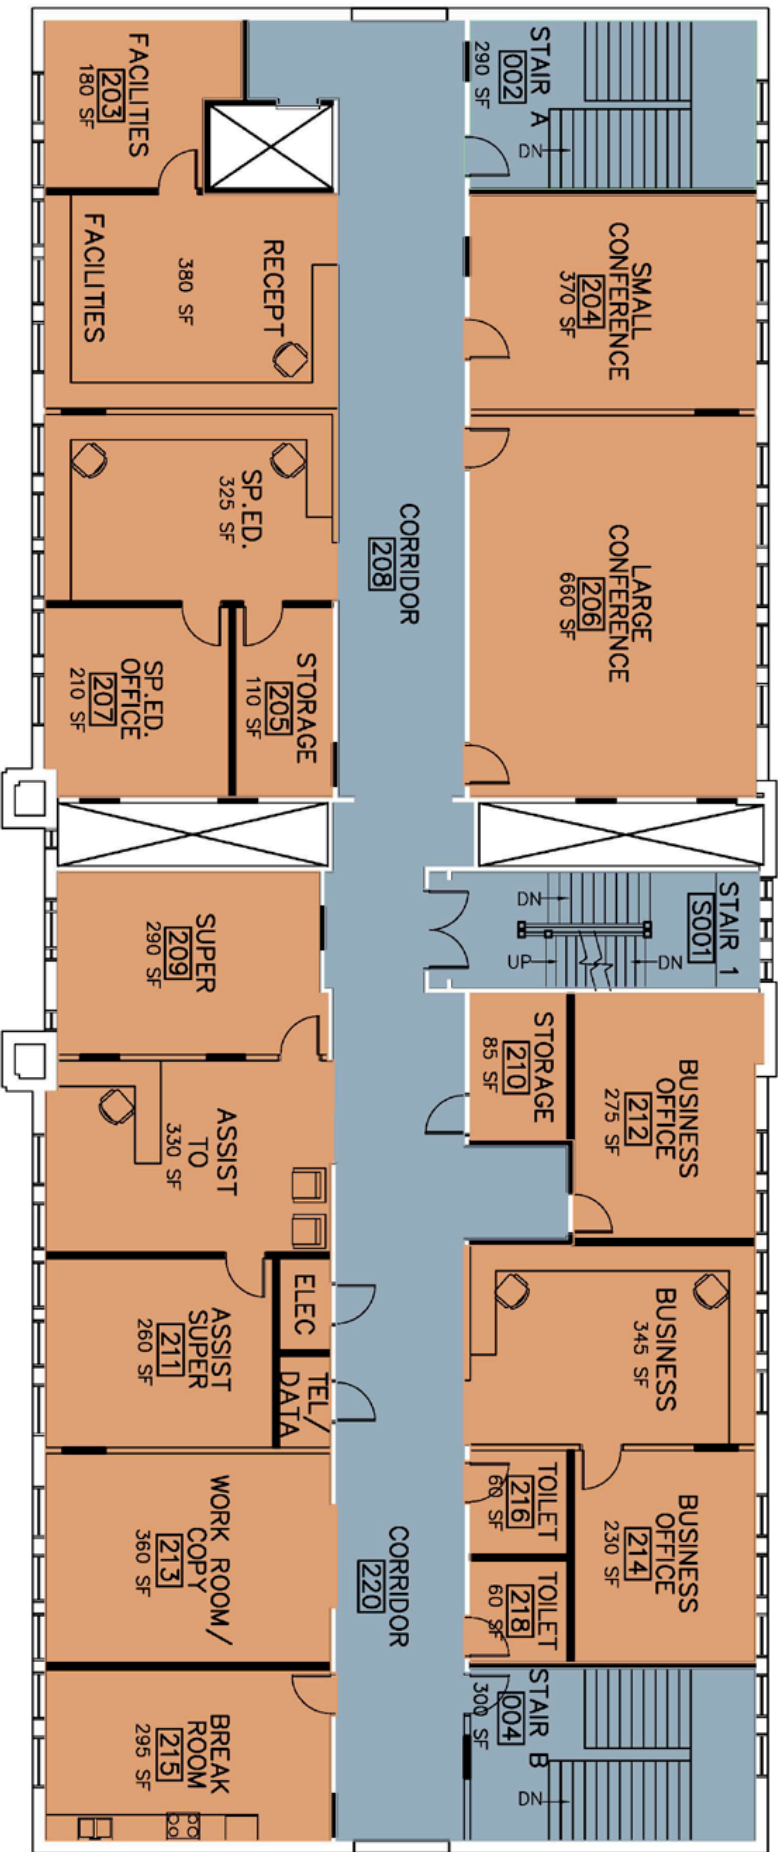 FACILITIES
203
180 SF
STAIR A
002
290 SF
DN
FACILITIES
380 SF
RECEPT
SMALL
CONFERENCE
204
370 SF
SP.ED.
325 SF
CORRIDOR
208
LARGE
CONFERENCE
206
660 SF
SP.ED.
OFFICE
207
210 SF
STORAGE
205
110 SF
SUPER
209
290 SF
STAIR 1
S001
DN
UP
DN
STORAGE
210
85 SF
BUSINESS
OFFICE
212
275 SF
ASSIST
TO
330 SF
ELEC
TEL/
DATA
ASSIST
SUPER
211
260 SF
BUSINESS
345 SF
WORK ROOM/
COPY
213
360 SF
CORRIDOR
220
TOILET
216
60 SF
TOILET
218
60 SF
BUSINESS
OFFICE
214
230 SF
BREAK
ROOM
215
295 SF
STAIR B
004
300 SF
DN